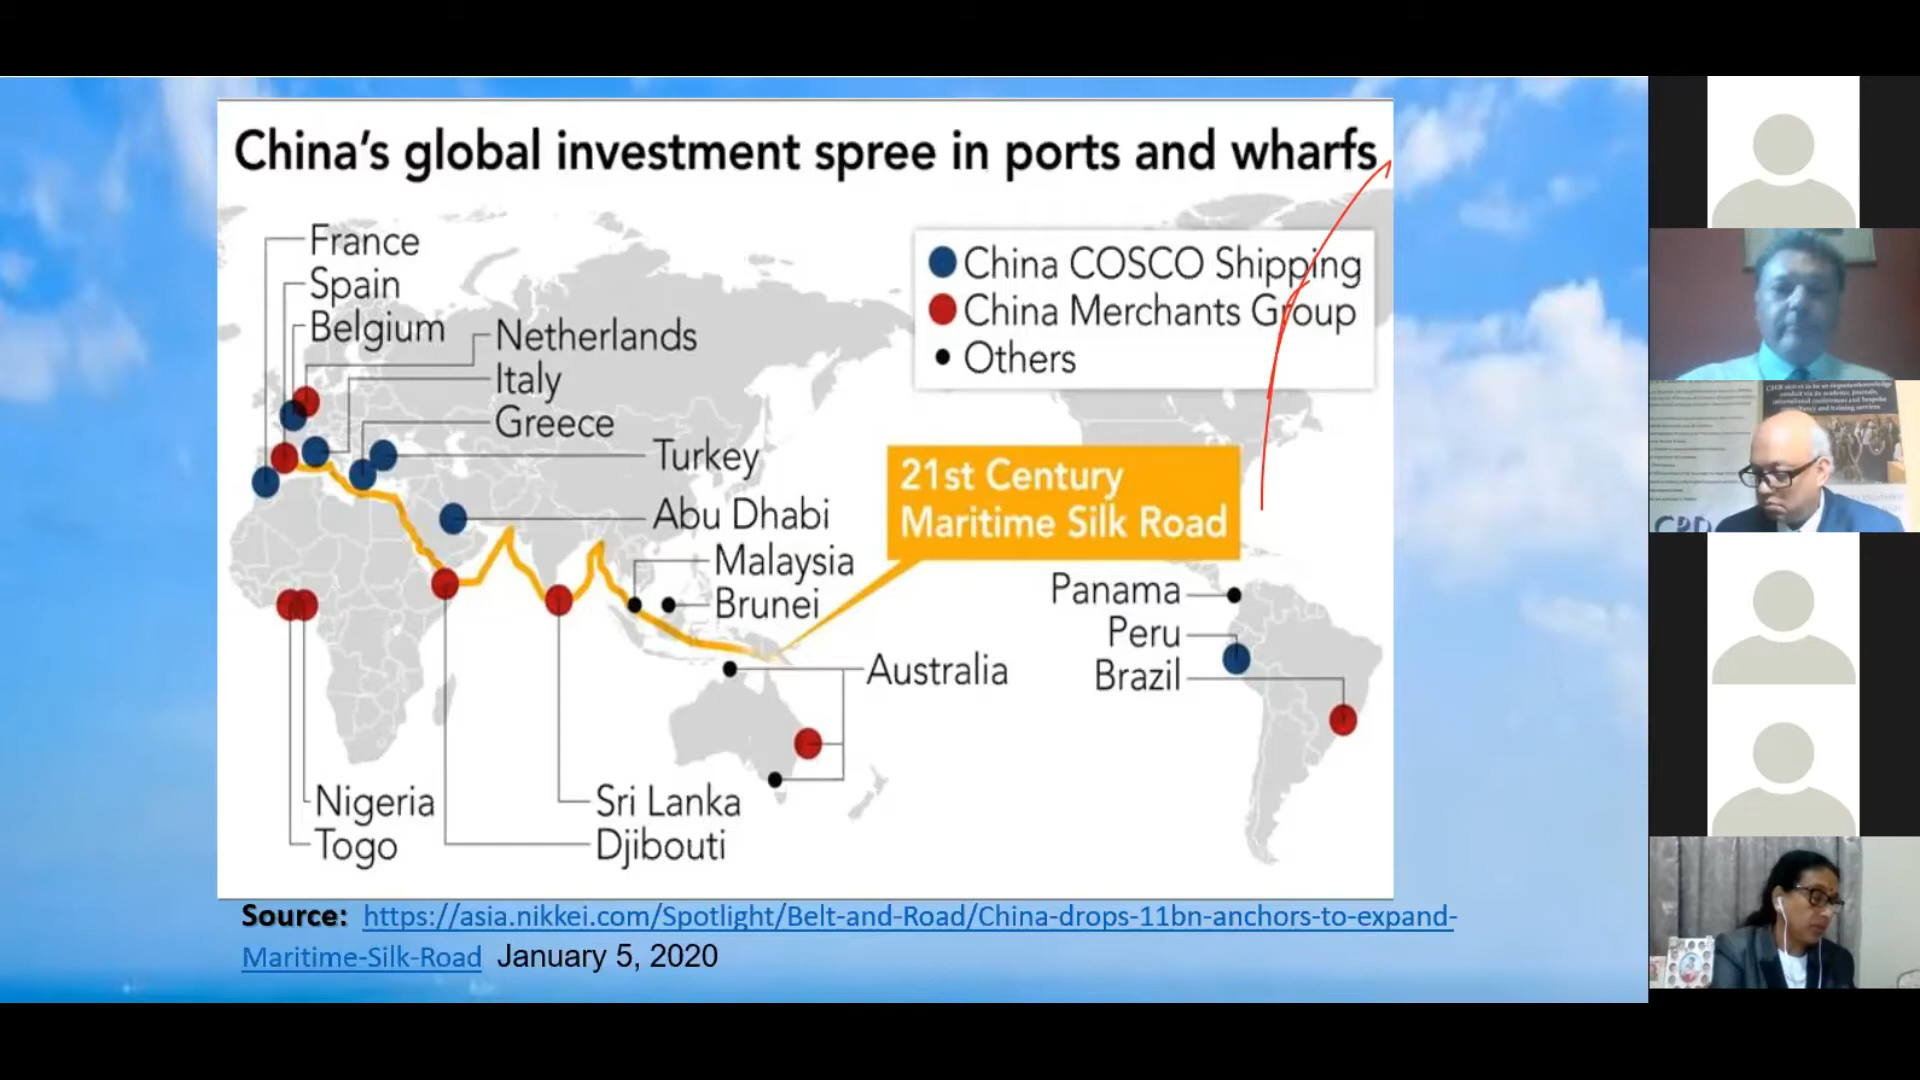 China's global investment spree in ports and wharfs
France
Spain
Belgium
Netherlands
Italy
Greece
Turkey
Abu Dhabi
Malaysia
Brunei
China COSCO Shipping
China Merchants Group
Others
21st Century
Maritime Silk Road
Australia
Panama
Peru
Brazil
Nigeria
Togo
Sri Lanka
Djibouti
Source: https://asia.nikkei.com/Spotlight/Belt-and-Road/China-drops-11bn-anchors-to-expand-
Maritime-Silk-Road January 5, 2020